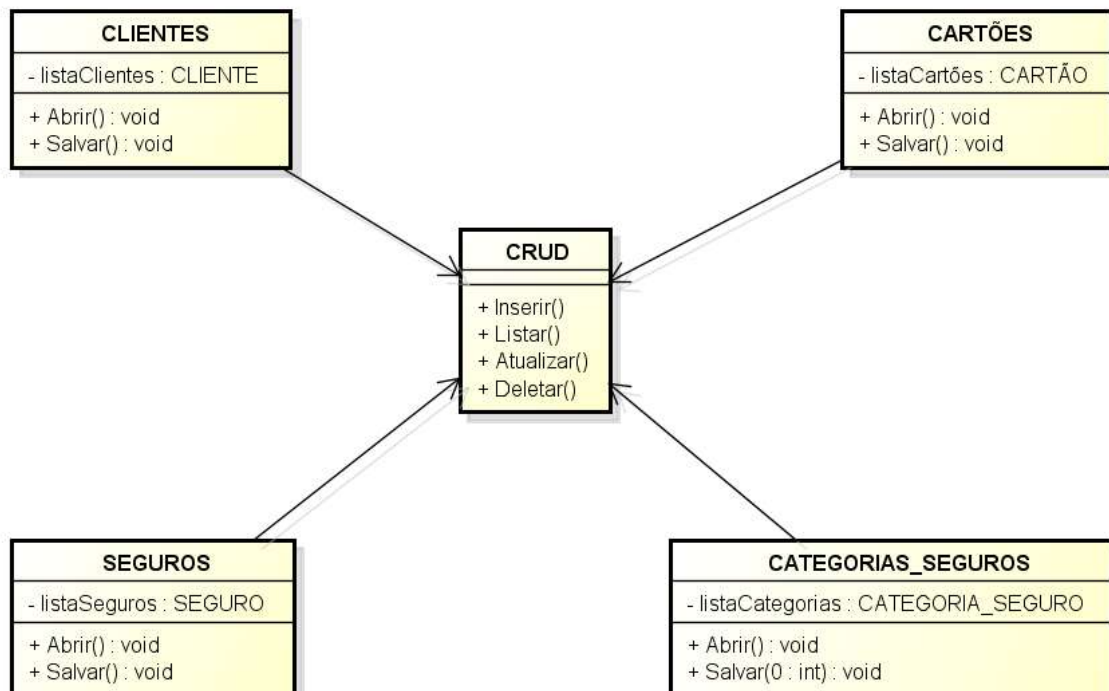 CLIENTES
- listaClientes : CLIENTE
+ Abrir() : void
+ Salvar() : void
CARTÕES
- listaCartões : CARTÃO
+ Abrir() : void
+ Salvar() : void
CRUD
+ Inserir()
+ Listar()
+ Atualizar()
+ Deletar()
SEGUROS
- listaSeguros : SEGURO
+ Abrir() : void
+ Salvar() : void
CATEGORIAS_SEGUROS
- listaCategorias : CATEGORIA_SEGURO
+ Abrir() : void
+ Salvar(0 : int) : void